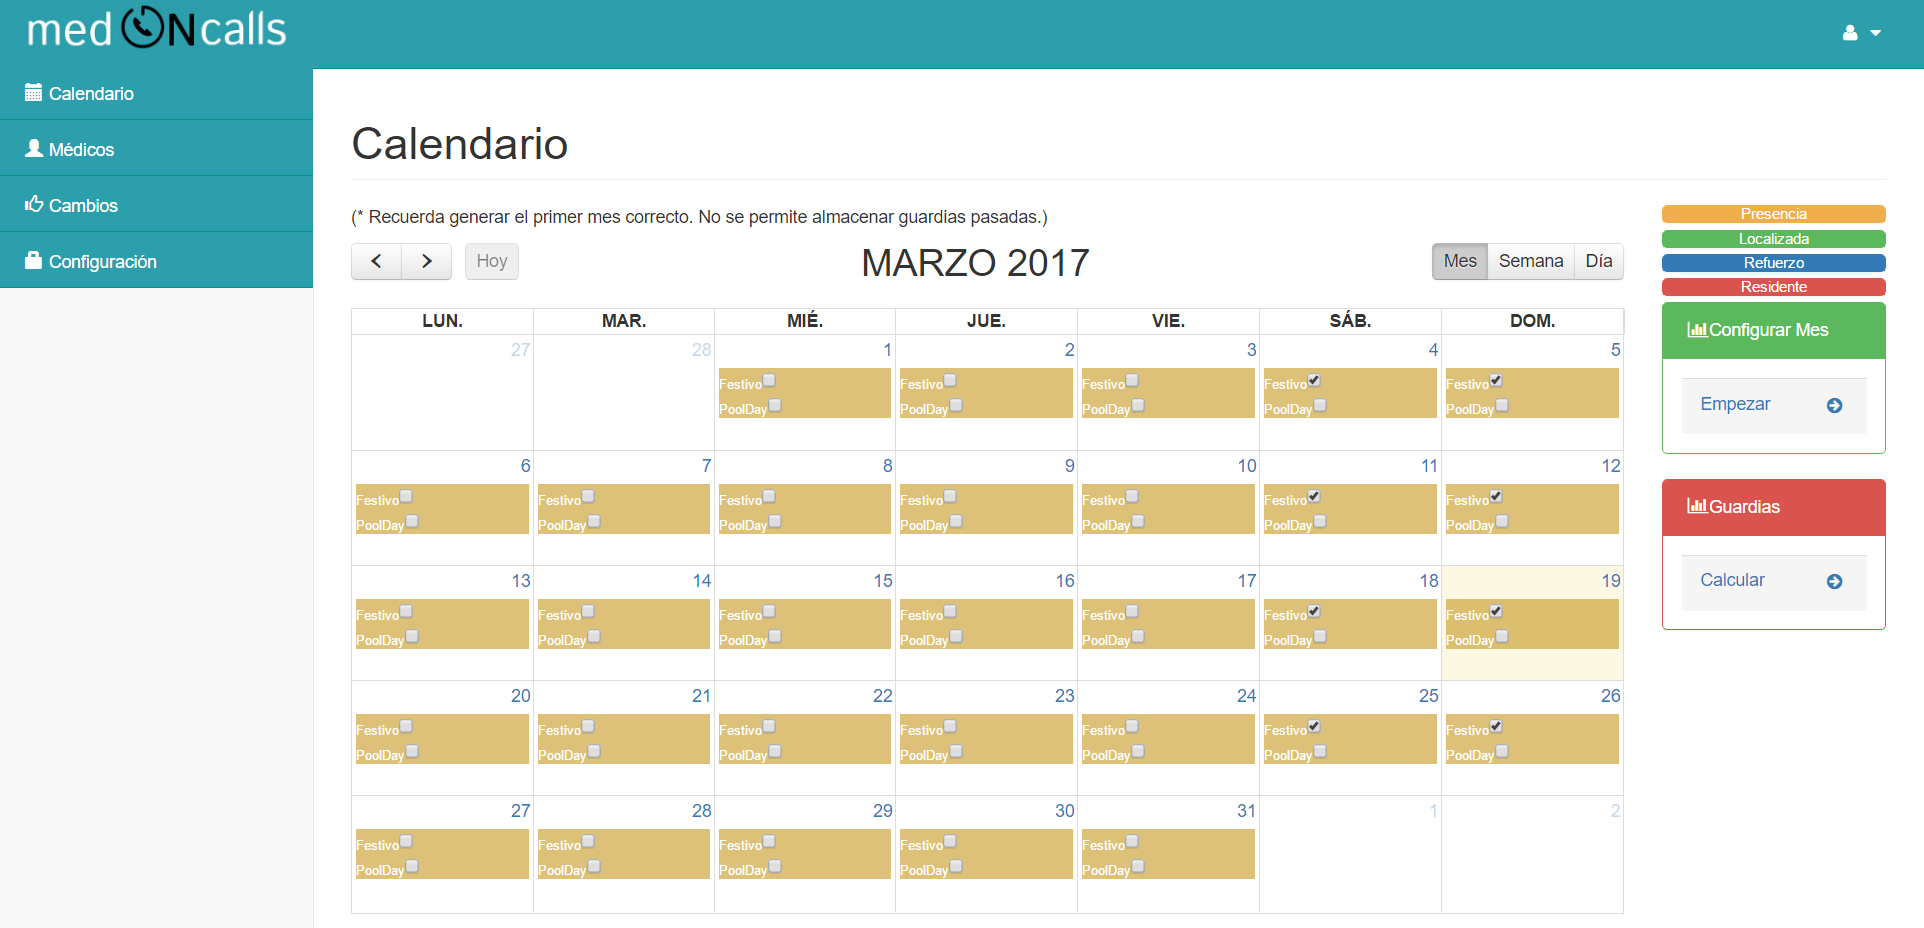 medONcalls
Calendario
Médicos
Cambios
Configuración
Calendario
(* Recuerda generar el primer mes correcto. No se permite almacenar guardias pasadas.)
Hoy
MARZO 2017
Mes Semana Día
LUN. MAR. MIÉ. JUE. VIE. SÁB. DOM.
27 28 1 2 3 4 5
Festivo Festivo Festivo Festivo Festivo
PoolDay PoolDay PoolDay PoolDay PoolDay
6 7 8 9 10 11 12
Festivo Festivo Festivo Festivo Festivo Festivo Festivo
PoolDay PoolDay PoolDay PoolDay PoolDay PoolDay PoolDay
13 14 15 16 17 18 19
Festivo Festivo Festivo Festivo Festivo Festivo Festivo
PoolDay PoolDay PoolDay PoolDay PoolDay PoolDay PoolDay
20 21 22 23 24 25 26
Festivo Festivo Festivo Festivo Festivo Festivo Festivo
PoolDay PoolDay PoolDay PoolDay PoolDay PoolDay PoolDay
27 28 29 30 31 1 2
Festivo Festivo Festivo Festivo Festivo
PoolDay PoolDay PoolDay PoolDay PoolDay
Presencia
Localizada
Refuerzo
Residente
Configurar Mes
Empezar
Guardias
Calcular